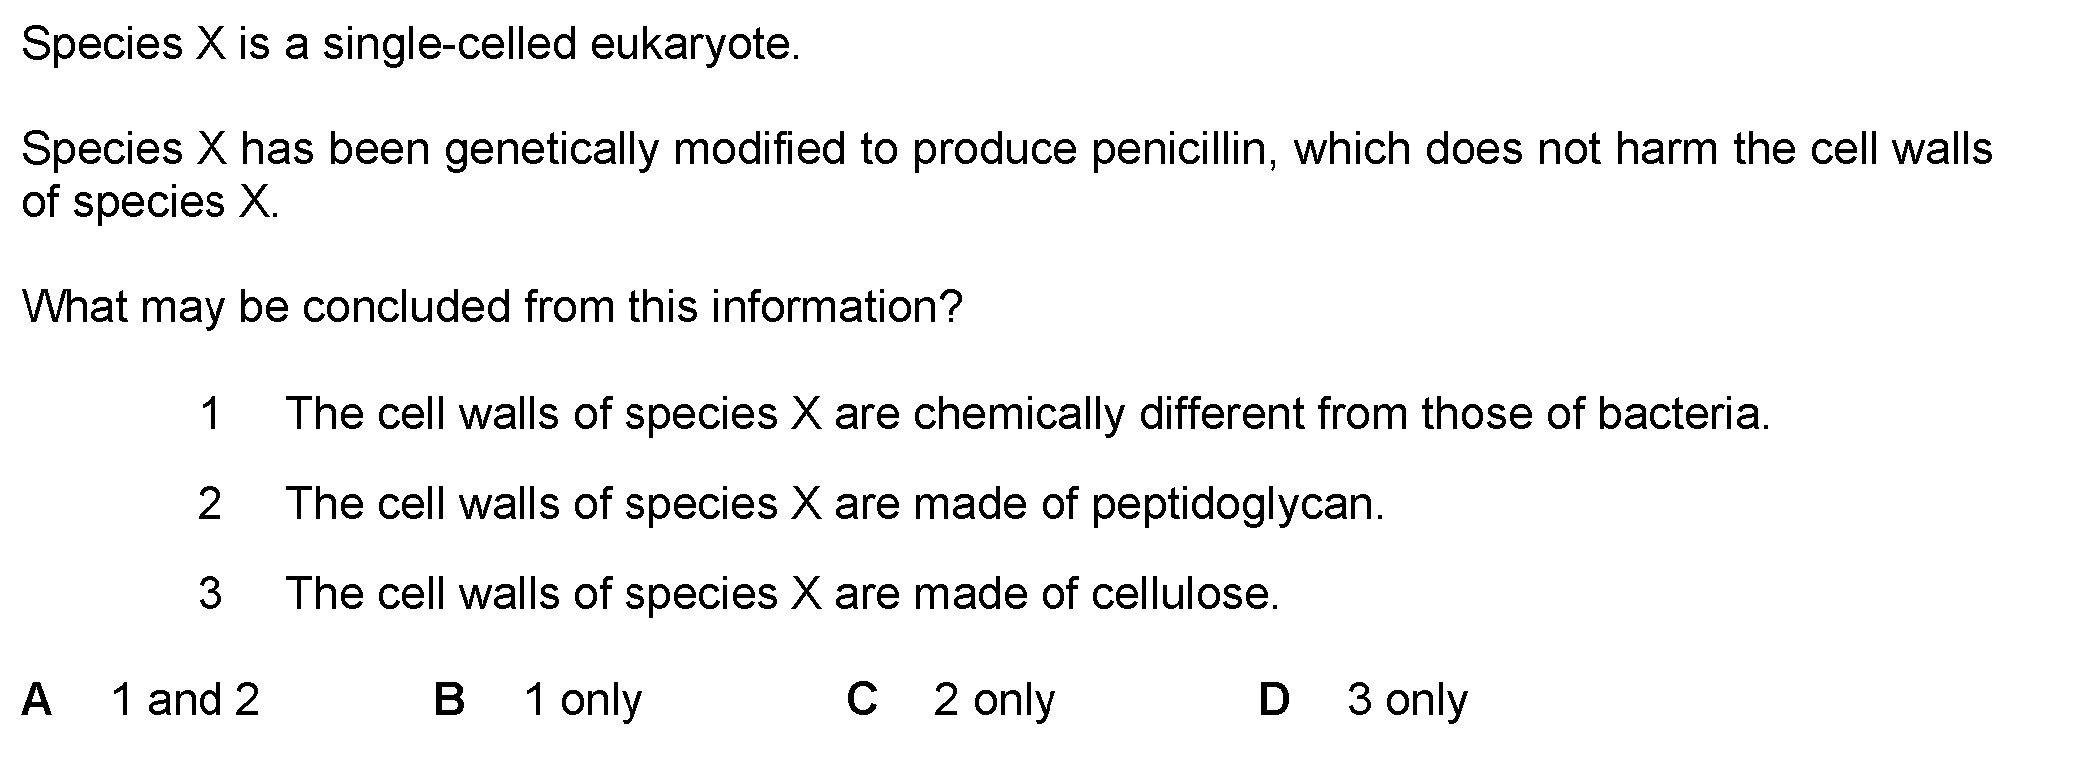 Species X is a single-celled eukaryote.
Species X has been genetically modified to produce penicillin, which does not harm the cell walls
of species X.
What may be concluded from this information?
1 The cell walls of species X are chemically different from those of bacteria.
2 The cell walls of species X are made of peptidoglycan.
3 The cell walls of species X are made of cellulose.
A 1 and 2 B 1 only C 2 only D 3 only